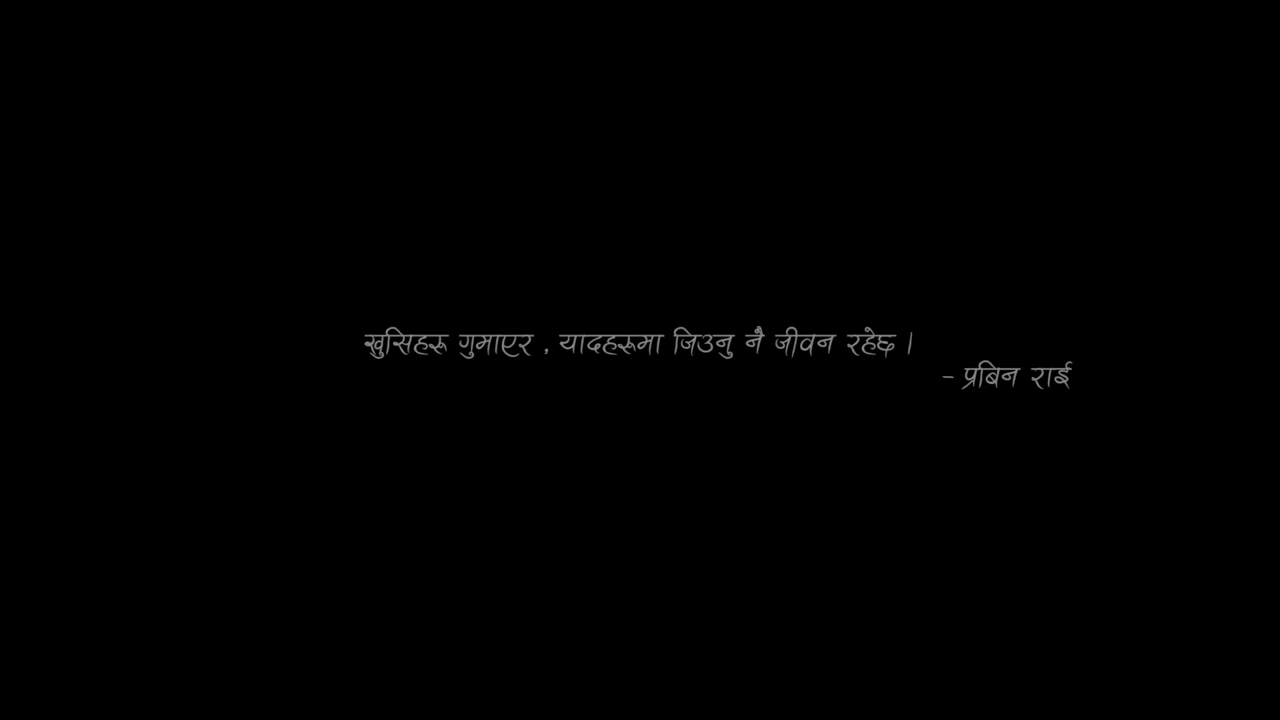 खुसिहरू गुमाएर , यादहरूमा जिउनु नै जीवन रहेछ ।
- प्रबिन राई